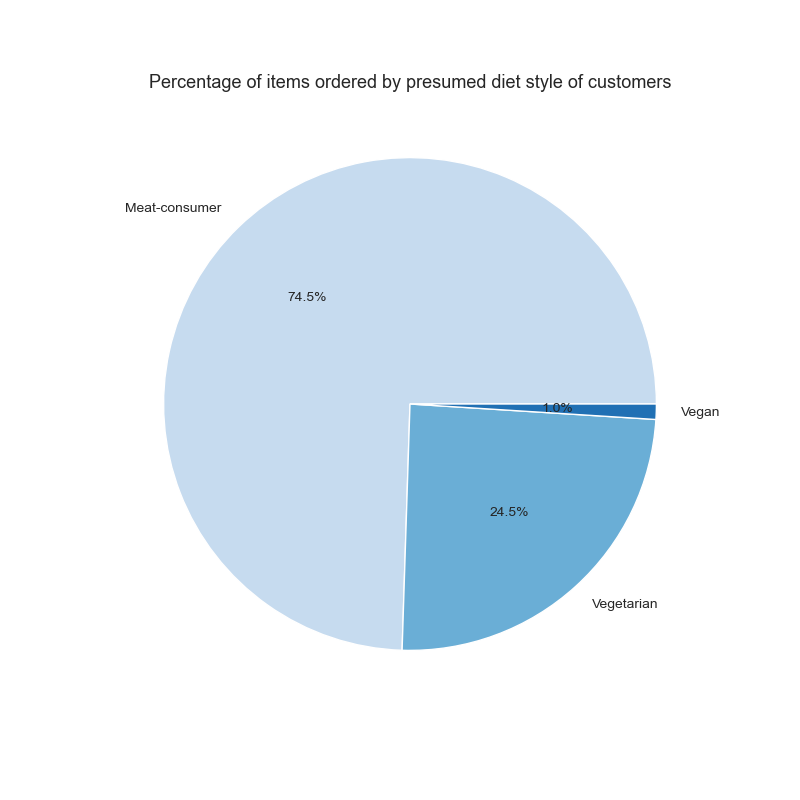 Percentage of items ordered by presumed diet style of customers
Meat-consumer
74.5%
1.0%
Vegan
24.5%
Vegetarian